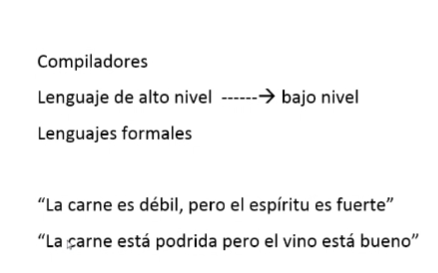 Compiladores
Lenguaje de alto nivel ------→ bajo nivel
Lenguajes formales
“La carne es débil, pero el espíritu es fuerte”
“La carne está podrida pero el vino está bueno”